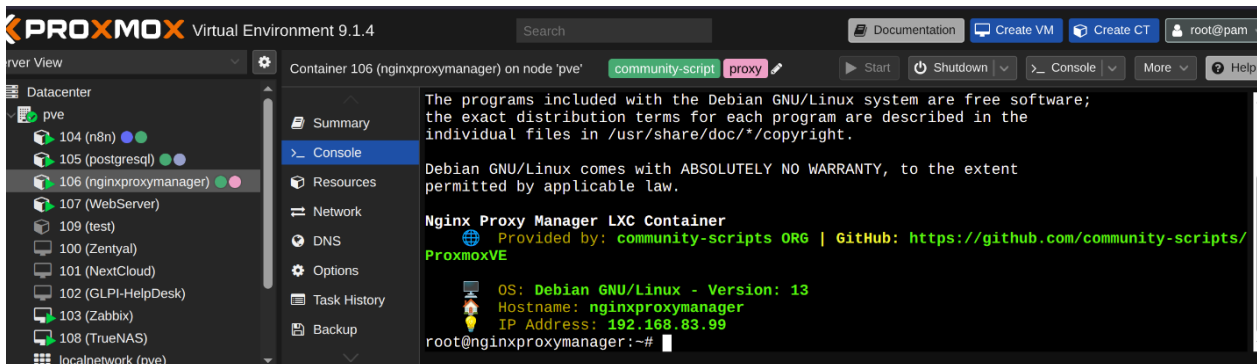 PROXMOX Virtual Environment 9.1.4
Search
Documentation
Create VM
Create CT
root@pam
erver View
Container 106 (nginxproxymanager) on node 'pve'
community-script
proxy
Start
Shutdown
Console
More
Help
Datacenter
pve
104 (n8n)
105 (postgresql)
106 (nginxproxymanager)
107 (WebServer)
109 (test)
100 (Zentyal)
101 (NextCloud)
102 (GLPI-HelpDesk)
103 (Zabbix)
108 (TrueNAS)
localnetwork (pve)
Summary
Console
Resources
Network
DNS
Options
Task History
Backup
The programs included with the Debian GNU/Linux system are free software;
the exact distribution terms for each program are described in the
individual files in /usr/share/doc/*/copyright.
Debian GNU/Linux comes with ABSOLUTELY NO WARRANTY, to the extent
permitted by applicable law.
Nginx Proxy Manager LXC Container
Provided by: community-scripts ORG | GitHub: https://github.com/community-scripts/
ProxmoxVE
OS: Debian GNU/Linux - Version: 13
Hostname: nginxproxymanager
IP Address: 192.168.83.99
root@nginxproxymanager:~#